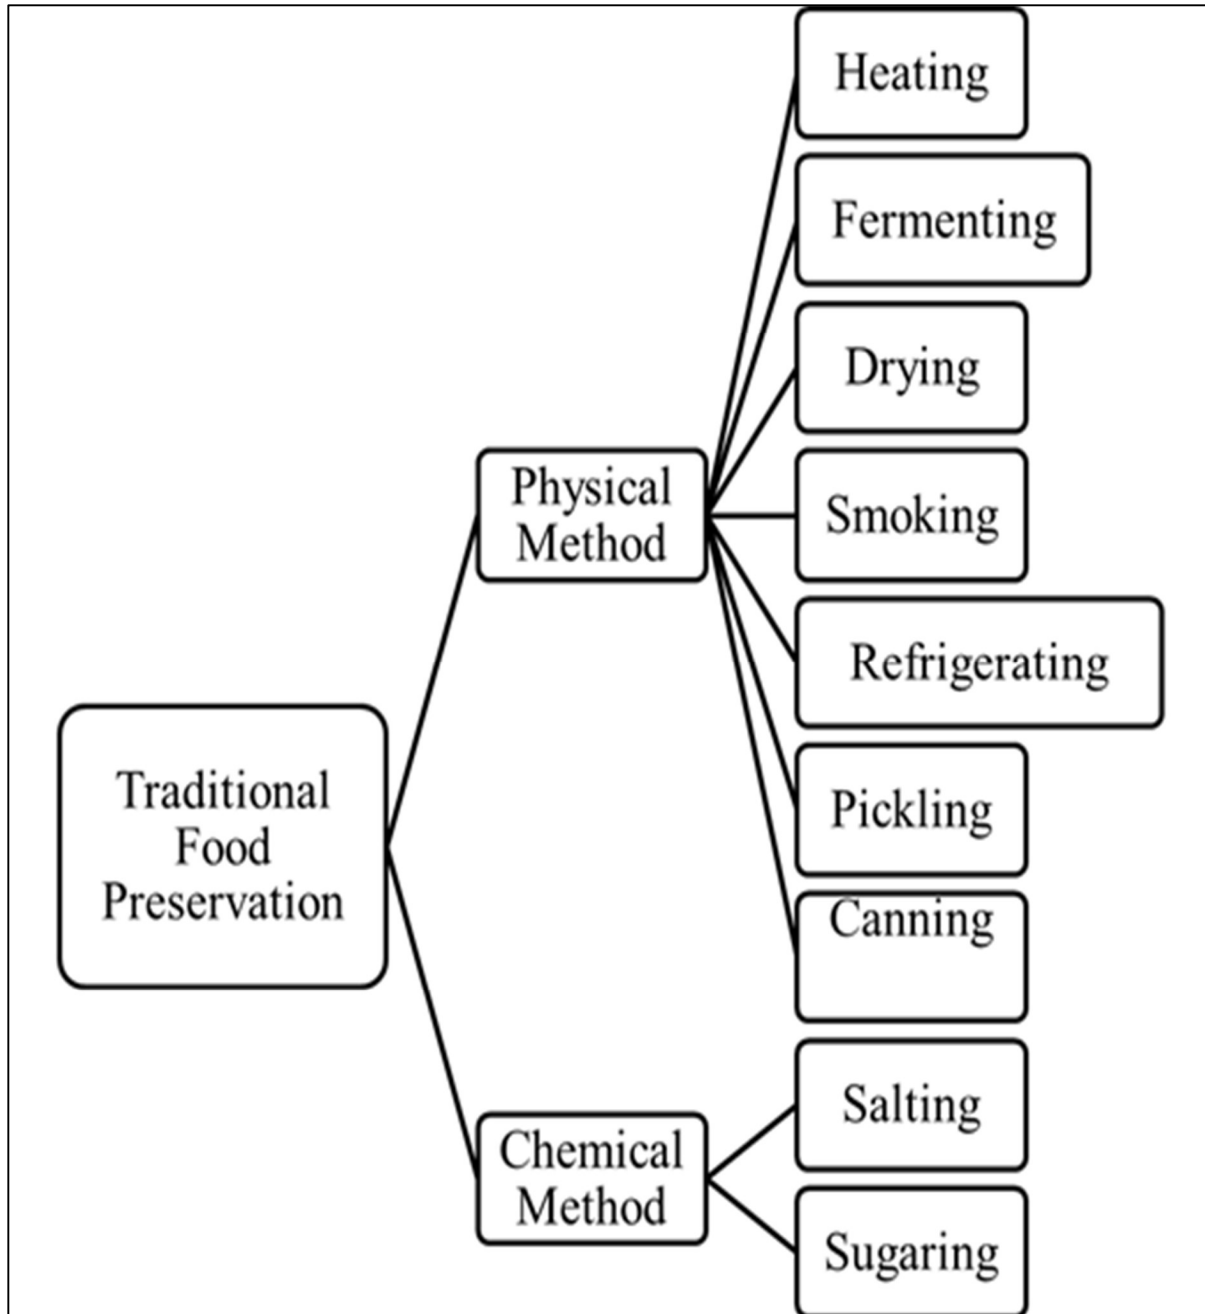 Traditional
Food
Preservation
Physical
Method
Heating
Fermenting
Drying
Smoking
Refrigerating
Pickling
Canning
Chemical
Method
Salting
Sugaring